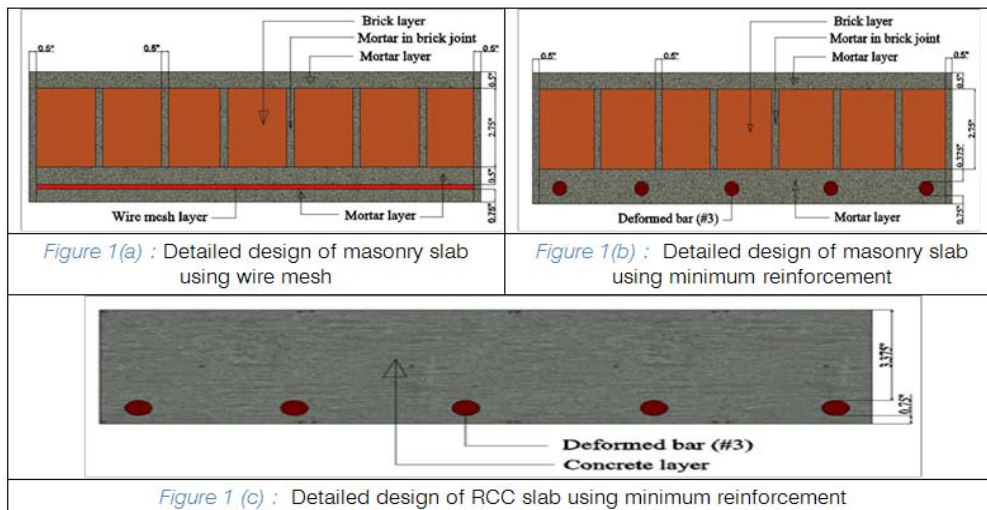 Brick layer
Mortar in brick joint
Mortar layer
0.5"
0.5"
0.5"
0.5"
2.75"
0.5"
0.75"
Wire mesh layer
Mortar layer
Figure 1(a) : Detailed design of masonry slab
using wire mesh
Brick layer
Mortar in brick joint
Mortar layer
0.5"
0.5"
0.5"
0.5"
2.75"
0.375"
0.75"
Deformed bar (#3)
Mortar layer
Figure 1(b) : Detailed design of masonry slab
using minimum reinforcement
3.375"
0.75"
Deformed bar (#3)
Concrete layer
Figure 1 (c) : Detailed design of RCC slab using minimum reinforcement